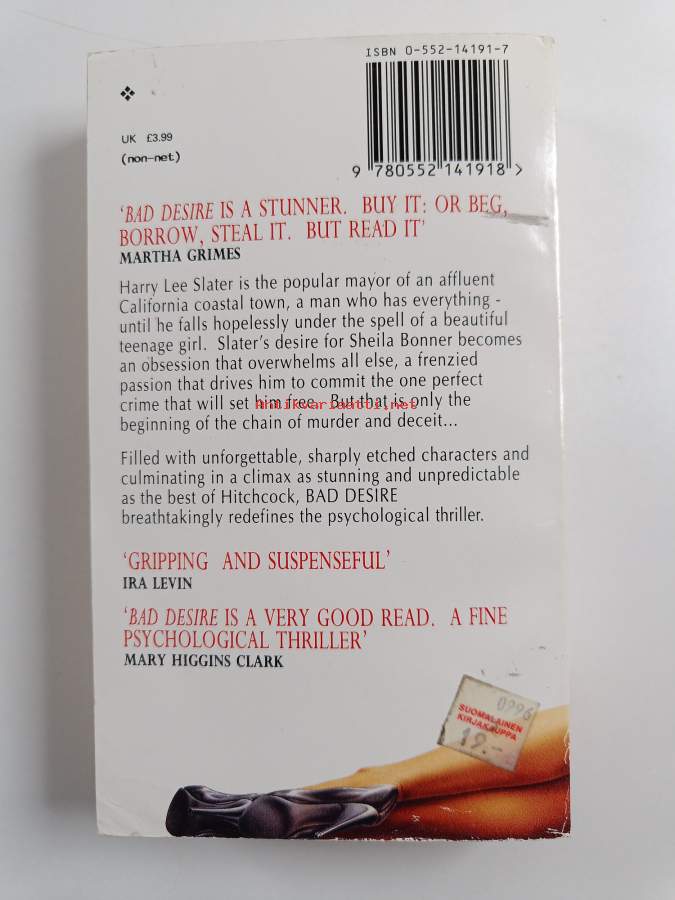 ISBN 0-552-14191-7
UK £3.99
(non-net)
9 780552 141918 >
'BAD DESIRE IS A STUNNER. BUY IT: OR BEG,
BORROW, STEAL IT. BUT READ IT'
MARTHA GRIMES
Harry Lee Slater is the popular mayor of an affluent
California coastal town, a man who has everything -
until he falls hopelessly under the spell of a beautiful
teenage girl. Slater's desire for Sheila Bonner becomes
an obsession that overwhelms all else, a frenzied
passion that drives him to commit the one perfect
crime that will set him free. But that is only the
Antikvariaatti.net
beginning of the chain of murder and deceit...
Filled with unforgettable, sharply etched characters and
culminating in a climax as stunning and unpredictable
as the best of Hitchcock, BAD DESIRE
breathtakingly redefines the psychological thriller.
'GRIPPING AND SUSPENSEFUL'
IRA LEVIN
'BAD DESIRE IS A VERY GOOD READ. A FINE
PSYCHOLOGICAL THRILLER'
MARY HIGGINS CLARK
0996
SUOMALAINEN
KIRJAKAUPPA
19.-